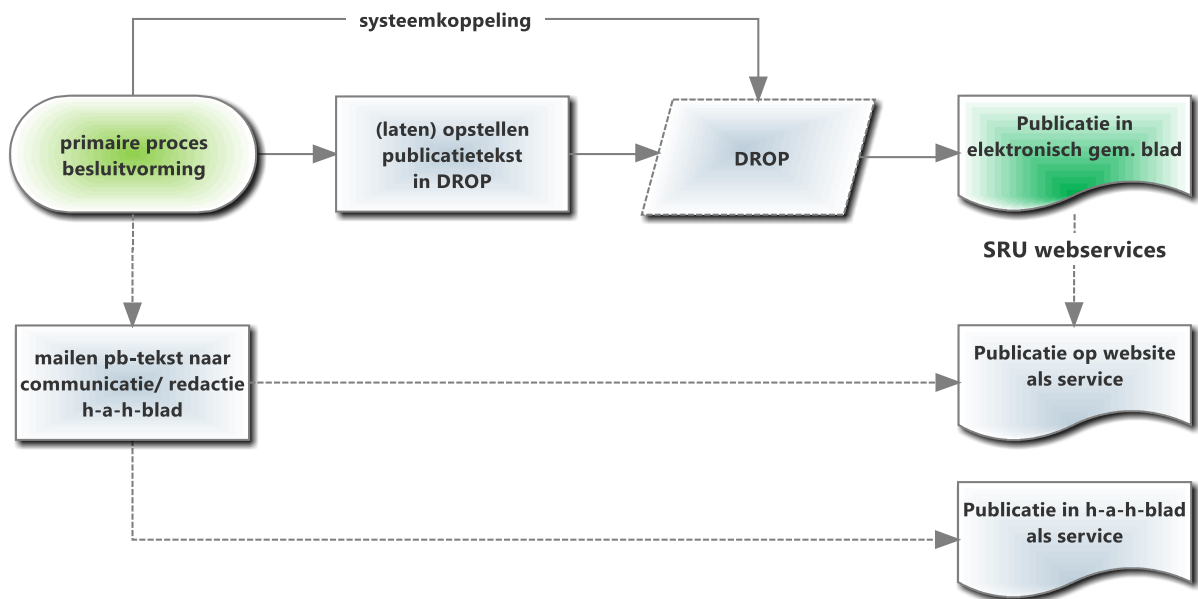 systeemkoppeling
primaire proces
besluitvorming
(laten) opstellen
publicatietekst
in DROP
DROP
Publicatie in
elektronisch gem. blad
SRU webservices
mailen pb-tekst naar
communicatie/ redactie
h-a-h-blad
Publicatie op website
als service
Publicatie in h-a-h-blad
als service